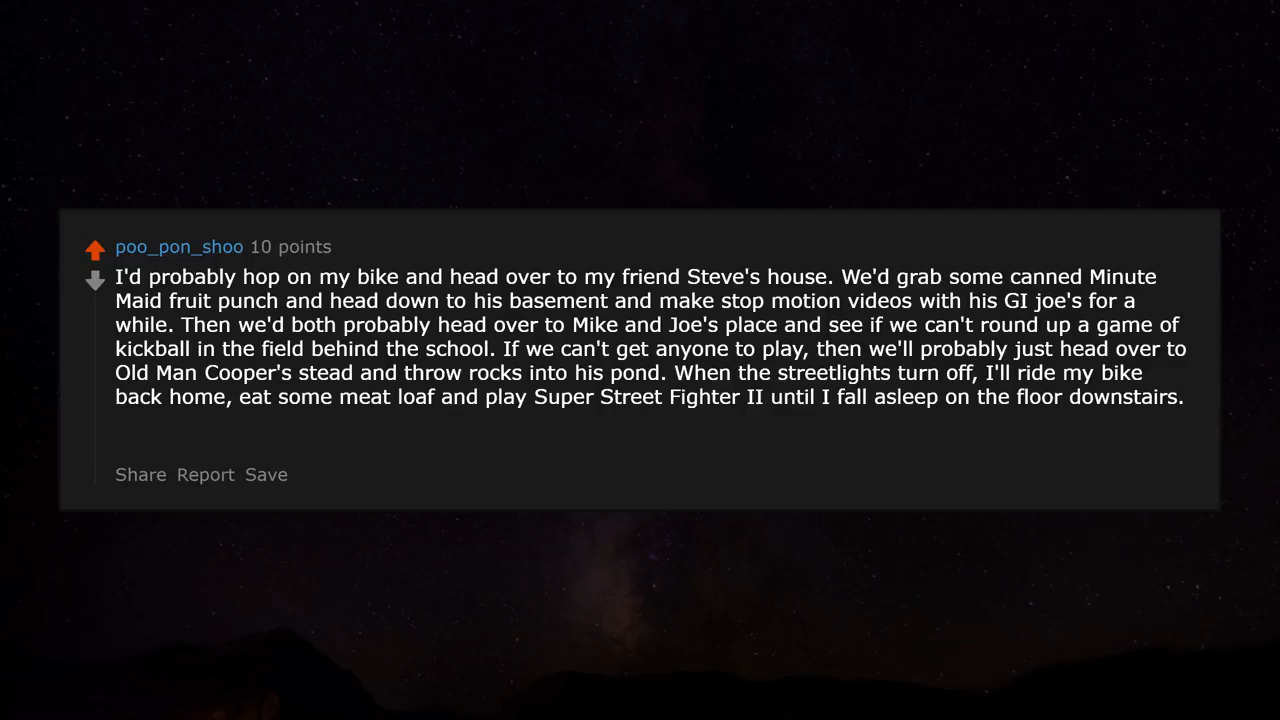 poo_pon_shoo 10 points
I'd probably hop on my bike and head over to my friend Steve's house. We'd grab some canned Minute
Maid fruit punch and head down to his basement and make stop motion videos with his GI joe's for a
while. Then we'd both probably head over to Mike and Joe's place and see if we can't round up a game of
kickball in the field behind the school. If we can't get anyone to play, then we'll probably just head over to
Old Man Cooper's stead and throw rocks into his pond. When the streetlights turn off, I'll ride my bike
back home, eat some meat loaf and play Super Street Fighter II until I fall asleep on the floor downstairs.
Share Report Save